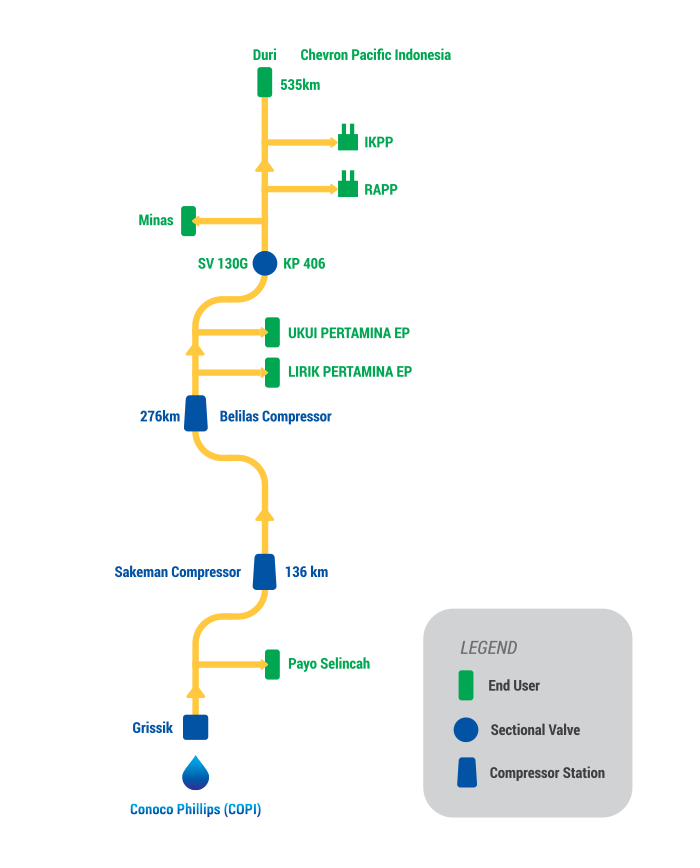 Duri Chevron Pacific Indonesia
535km
IKPP
RAPP
Minas
SV 130G KP 406
UKUI PERTAMINA EP
LIRIK PERTAMINA EP
276km Belilas Compressor
Sakeman Compressor 136 km
Payo Selincah
Grissik
Conoco Phillips (COPI)
LEGEND
End User
Sectional Valve
Compressor Station